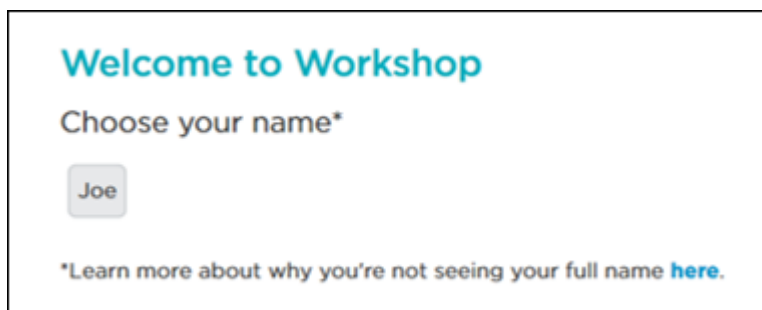 Welcome to Workshop
Choose your name*
Joe
*Learn more about why you're not seeing your full name here.